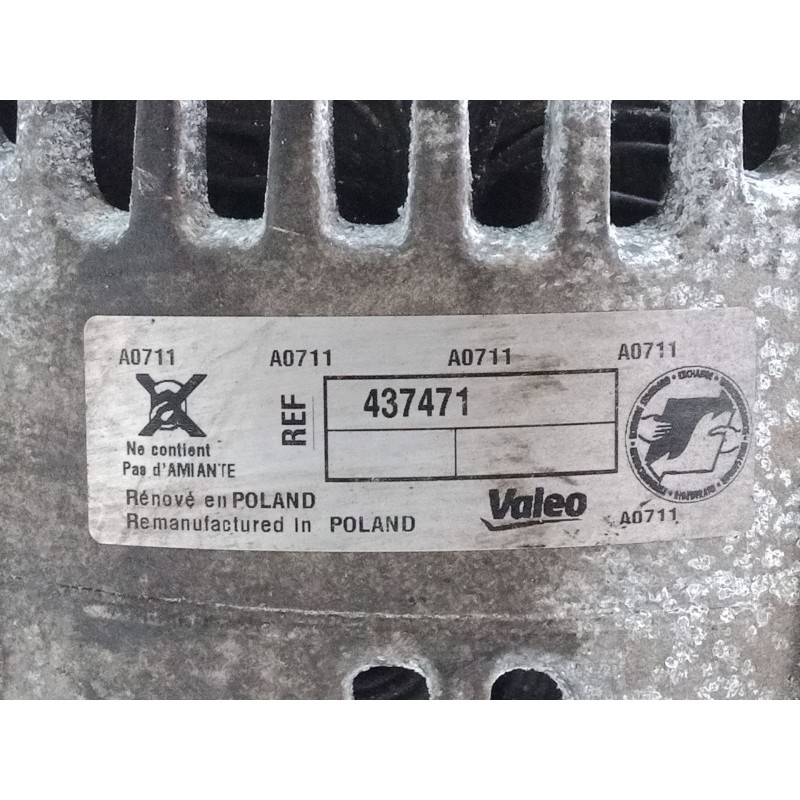 A0711 A0711 A0711 A0711
REF 437471
Ne contient
Pas d'AMIANTE
Rénové en POLAND
Remanufactured In POLAND
Valeo
A0711